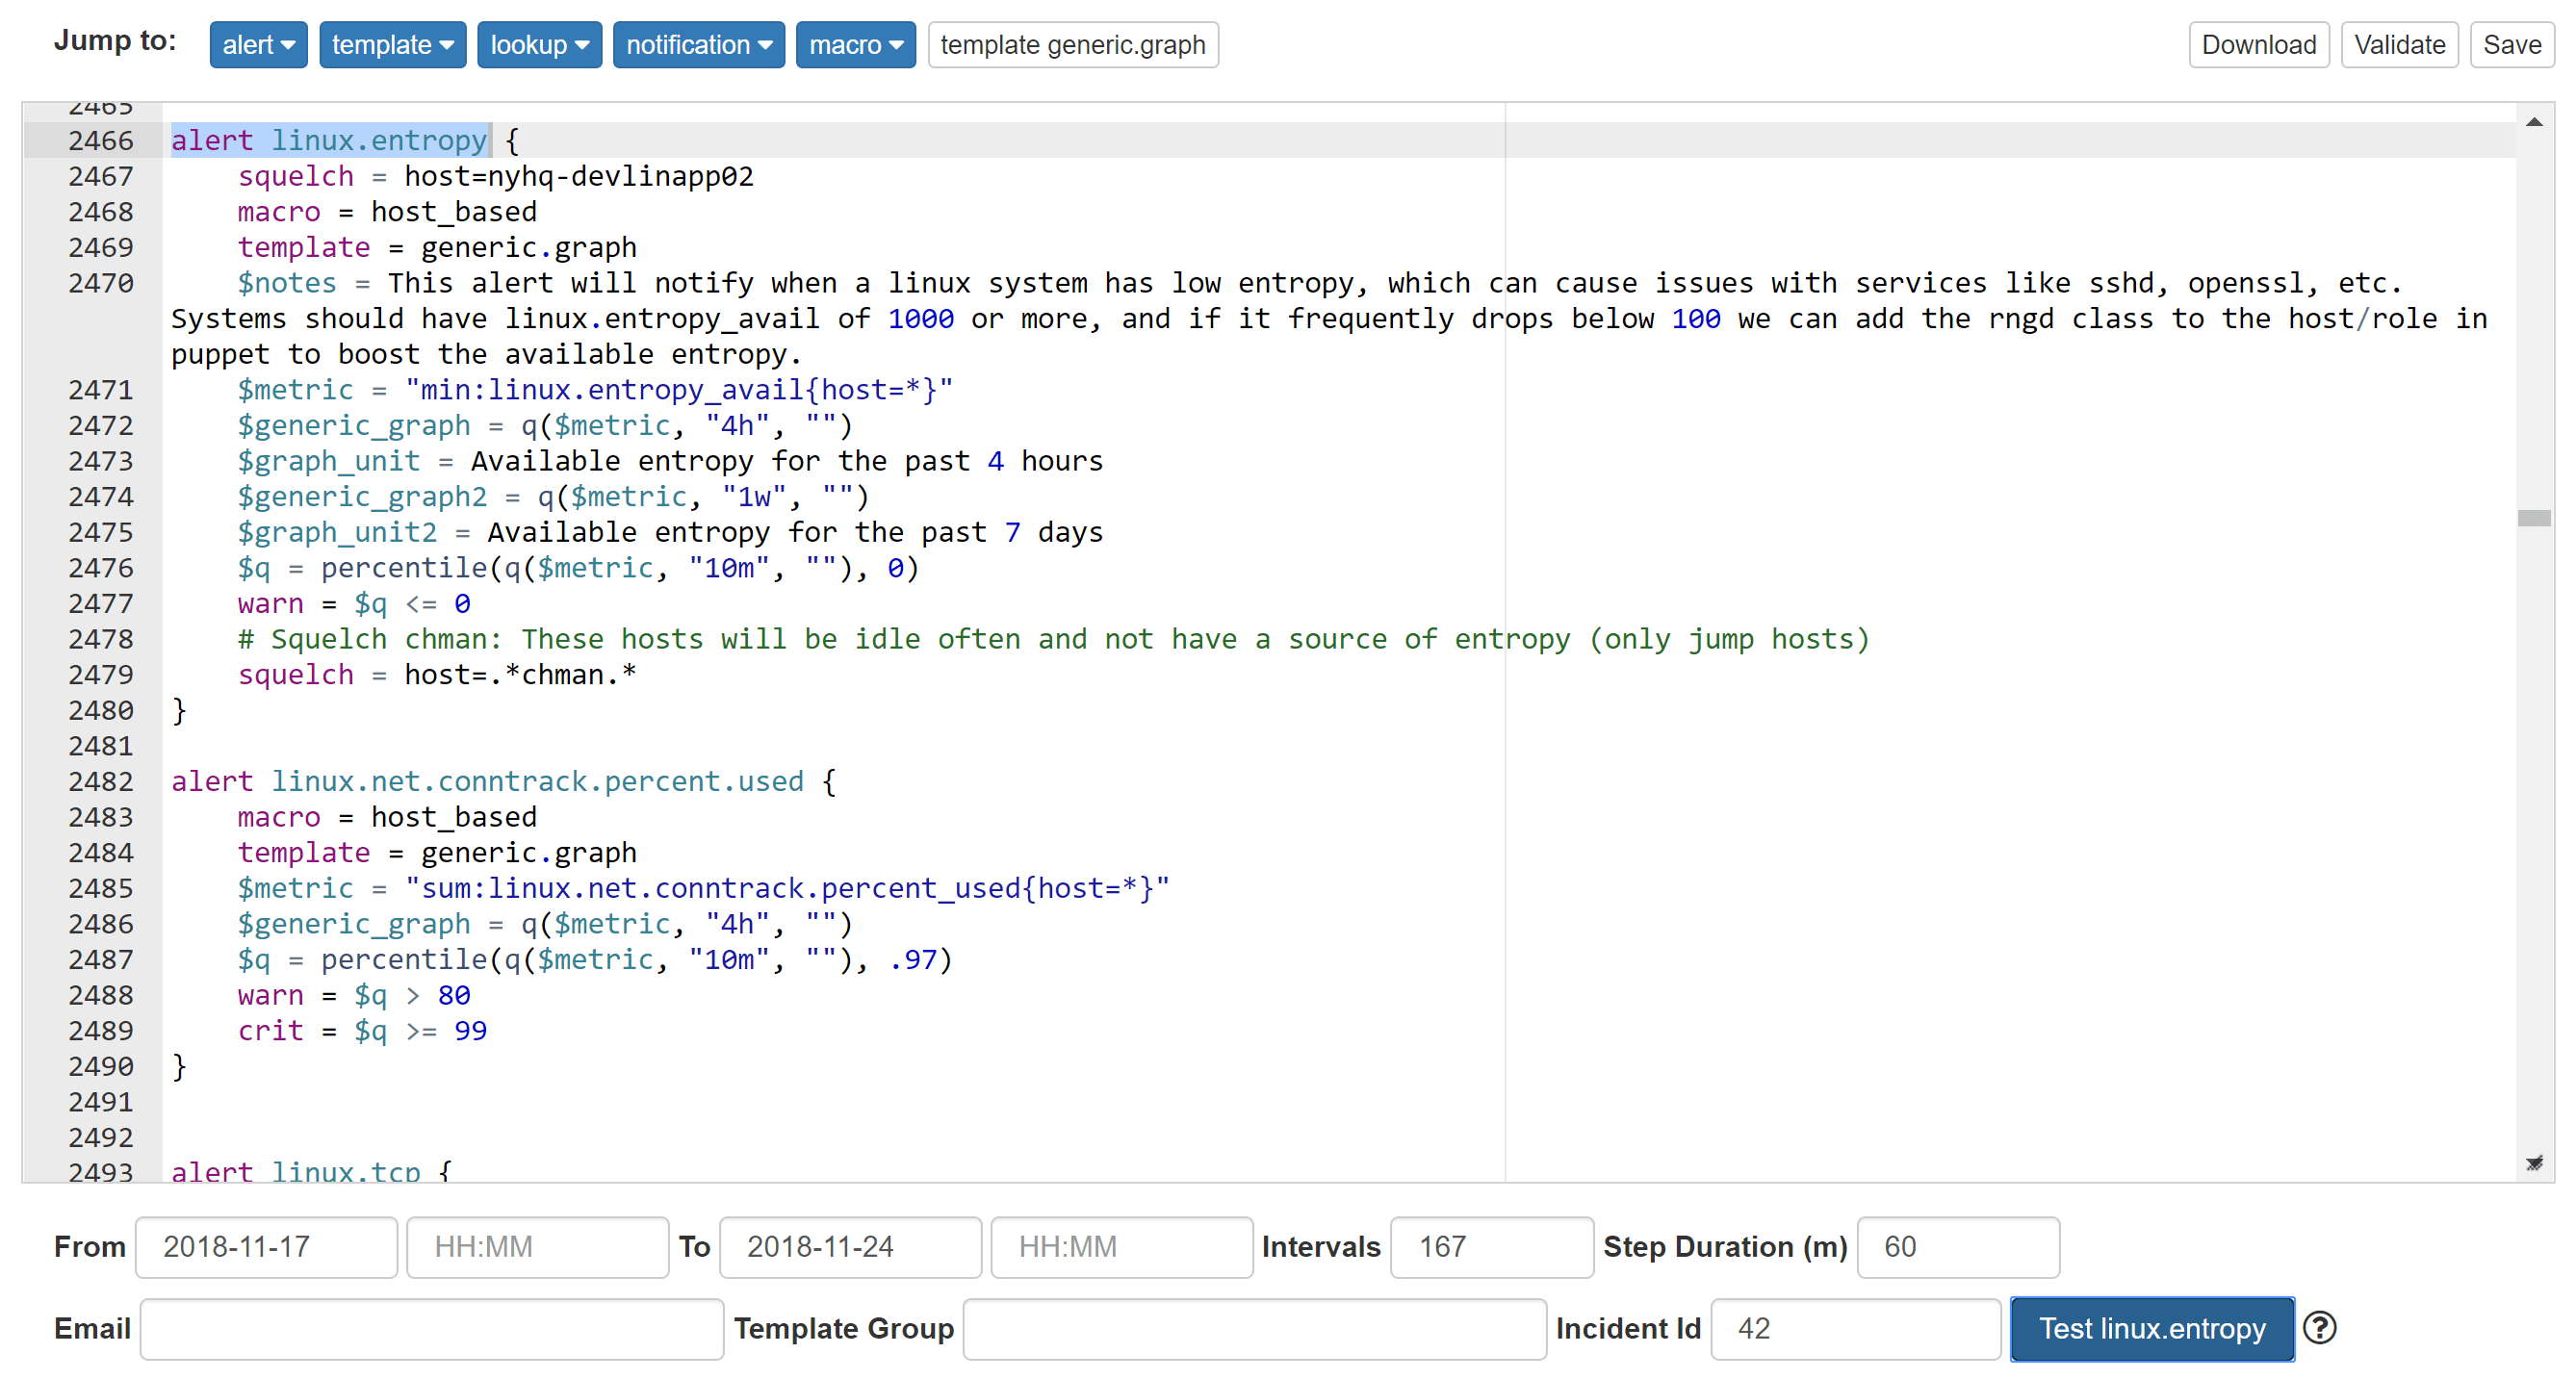 Jump to: alert template lookup notification macro template generic.graph Download Validate Save
2465
2466 alert linux.entropy {
2467 squelch = host=nyhq-devlinapp02
2468 macro = host_based
2469 template = generic.graph
2470 $notes = This alert will notify when a linux system has low entropy, which can cause issues with services like sshd, openssl, etc.
Systems should have linux.entropy_avail of 1000 or more, and if it frequently drops below 100 we can add the rngd class to the host/role in
puppet to boost the available entropy.
2471 $metric = "min:linux.entropy_avail{host=*}"
2472 $generic_graph = q($metric, "4h", "")
2473 $graph_unit = Available entropy for the past 4 hours
2474 $generic_graph2 = q($metric, "1w", "")
2475 $graph_unit2 = Available entropy for the past 7 days
2476 $q = percentile(q($metric, "10m", ""), 0)
2477 warn = $q <= 0
2478 # Squelch chman: These hosts will be idle often and not have a source of entropy (only jump hosts)
2479 squelch = host=.*chman.*
2480 }
2481
2482 alert linux.net.conntrack.percent.used {
2483 macro = host_based
2484 template = generic.graph
2485 $metric = "sum:linux.net.conntrack.percent_used{host=*}"
2486 $generic_graph = q($metric, "4h", "")
2487 $q = percentile(q($metric, "10m", ""), .97)
2488 warn = $q > 80
2489 crit = $q >= 99
2490 }
2491
2492
2493 alert linux.tcp {
From 2018-11-17 HH:MM To 2018-11-24 HH:MM Intervals 167 Step Duration (m) 60
Email Template Group Incident Id 42 Test linux.entropy ?